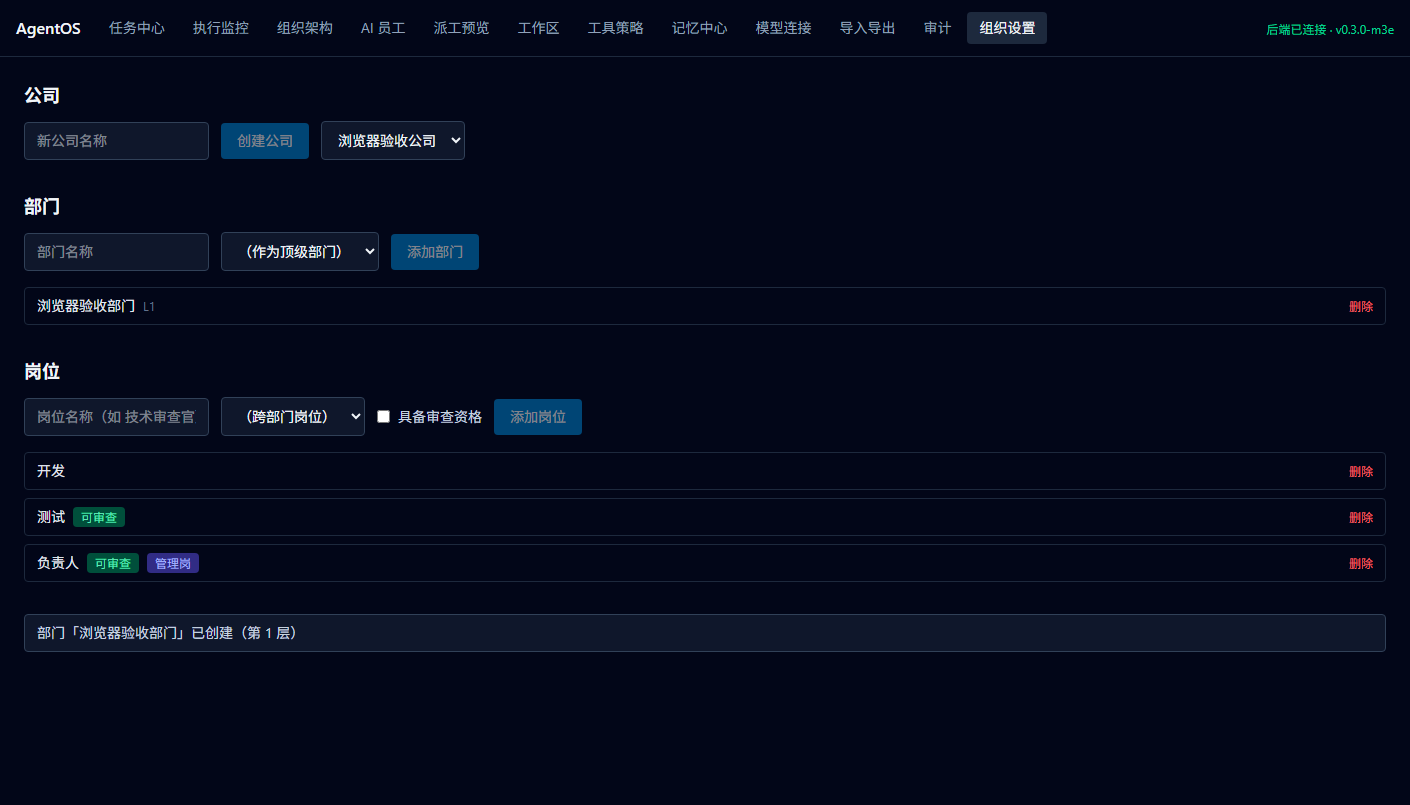 AgentOS 任务中心 执行监控 组织架构 AI 员工 派工预览 工作区 工具策略 记忆中心 模型连接 导入导出 审计 组织设置 后端已连接 · v0.3.0-m3e
公司
新公司名称 创建公司 浏览器验收公司
部门
部门名称 （作为顶级部门） 添加部门
浏览器验收部门 L1 删除
岗位
岗位名称（如 技术审查官 （跨部门岗位） 具备审查资格 添加岗位
开发 删除
测试 可审查 删除
负责人 可审查 管理岗 删除
部门「浏览器验收部门」已创建（第 1 层）